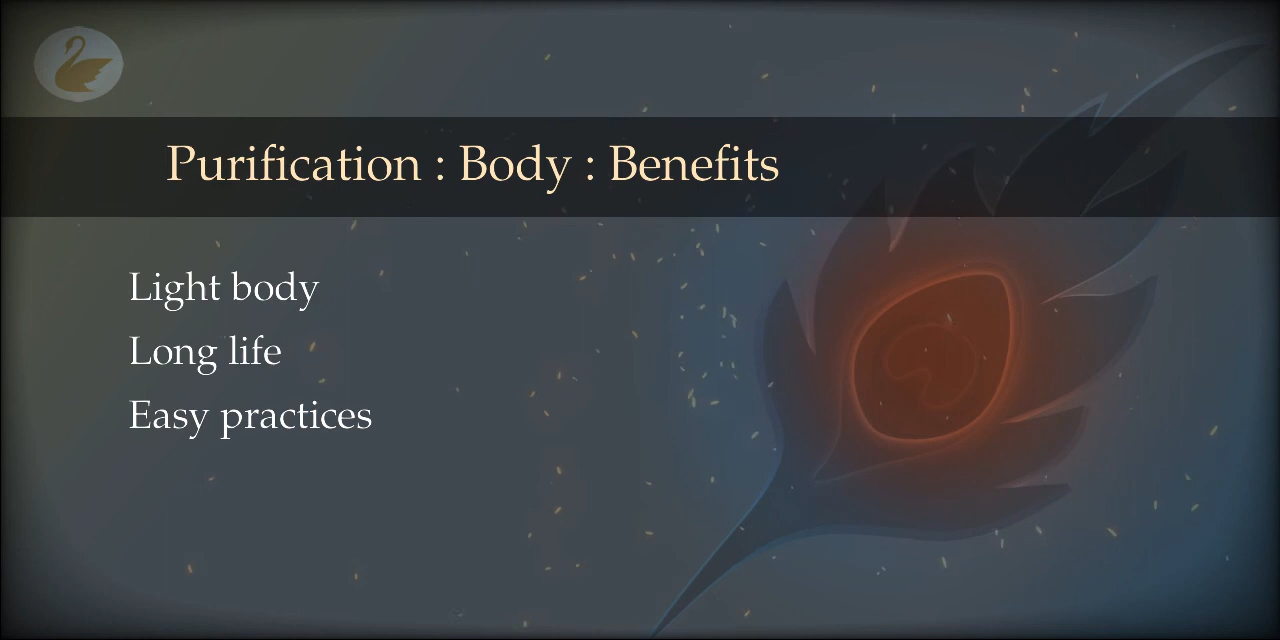 Purification : Body : Benefits
Light body
Long life
Easy practices